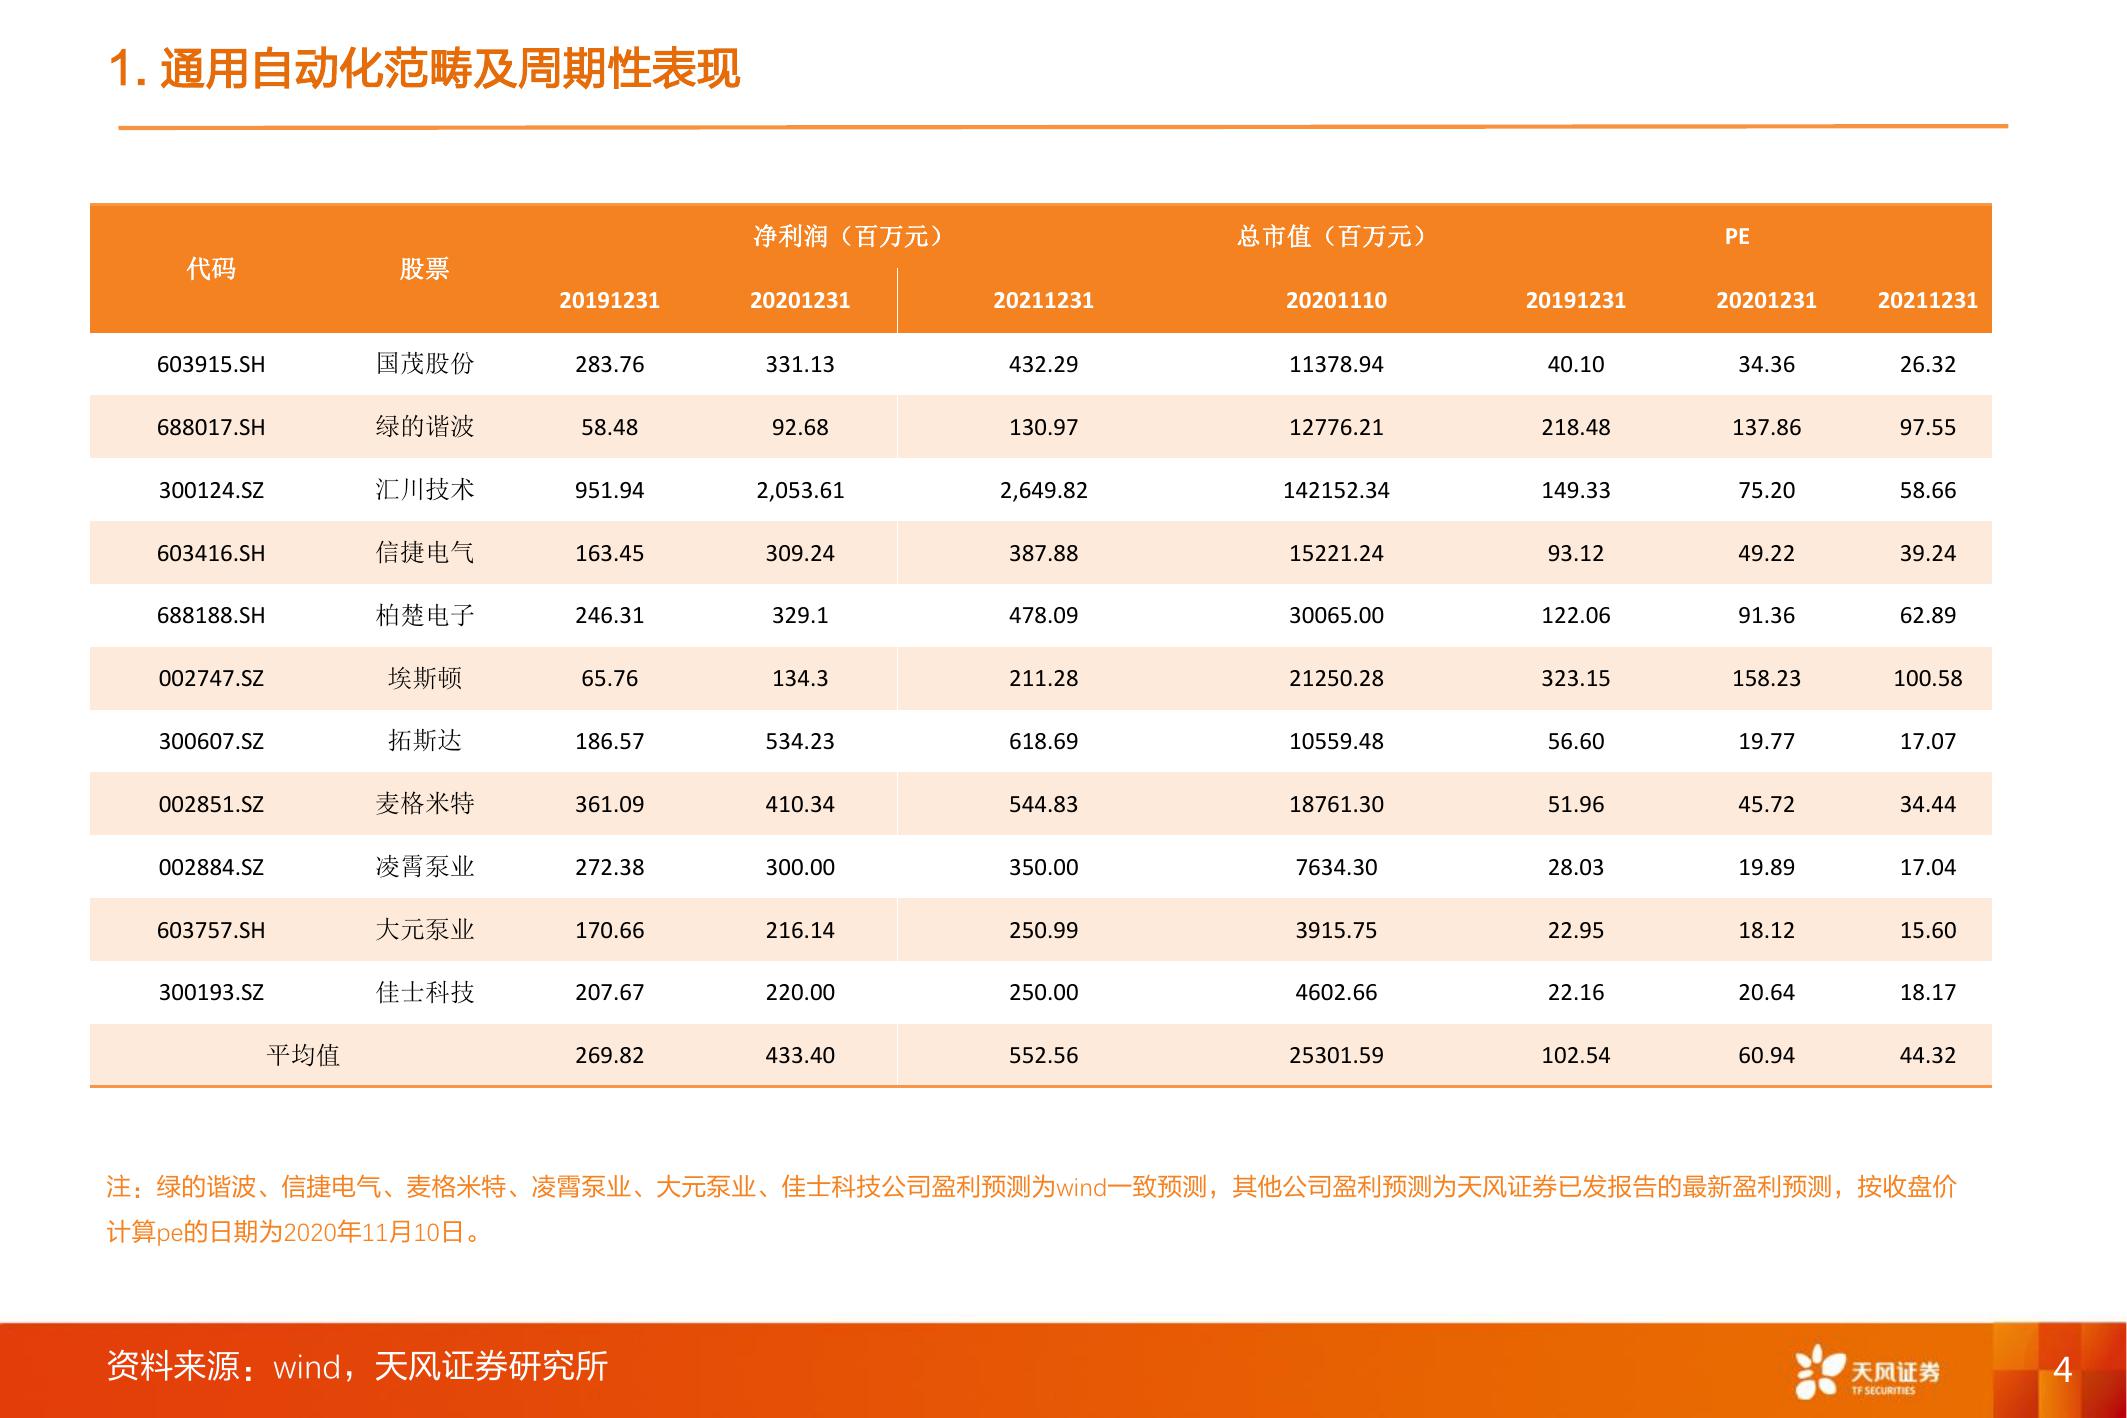 1. 通用自动化范畴及周期性表现
代码 股票 净利润（百万元） 总市值（百万元） PE
20191231 20201231 20211231 20201110 20191231 20201231 20211231
603915.SH 国茂股份 283.76 331.13 432.29 11378.94 40.10 34.36 26.32
688017.SH 绿的谐波 58.48 92.68 130.97 12776.21 218.48 137.86 97.55
300124.SZ 汇川技术 951.94 2,053.61 2,649.82 142152.34 149.33 75.20 58.66
603416.SH 信捷电气 163.45 309.24 387.88 15221.24 93.12 49.22 39.24
688188.SH 柏楚电子 246.31 329.1 478.09 30065.00 122.06 91.36 62.89
002747.SZ 埃斯顿 65.76 134.3 211.28 21250.28 323.15 158.23 100.58
300607.SZ 拓斯达 186.57 534.23 618.69 10559.48 56.60 19.77 17.07
002851.SZ 麦格米特 361.09 410.34 544.83 18761.30 51.96 45.72 34.44
002884.SZ 凌霄泵业 272.38 300.00 350.00 7634.30 28.03 19.89 17.04
603757.SH 大元泵业 170.66 216.14 250.99 3915.75 22.95 18.12 15.60
300193.SZ 佳士科技 207.67 220.00 250.00 4602.66 22.16 20.64 18.17
平均值 269.82 433.40 552.56 25301.59 102.54 60.94 44.32
注：绿的谐波、信捷电气、麦格米特、凌霄泵业、大元泵业、佳士科技公司盈利预测为wind一致预测，其他公司盈利预测为天风证券已发报告的最新盈利预测，按收盘价
计算pe的日期为2020年11月10日。
资料来源：wind，天风证券研究所
天风证券
TF SECURITIES
4